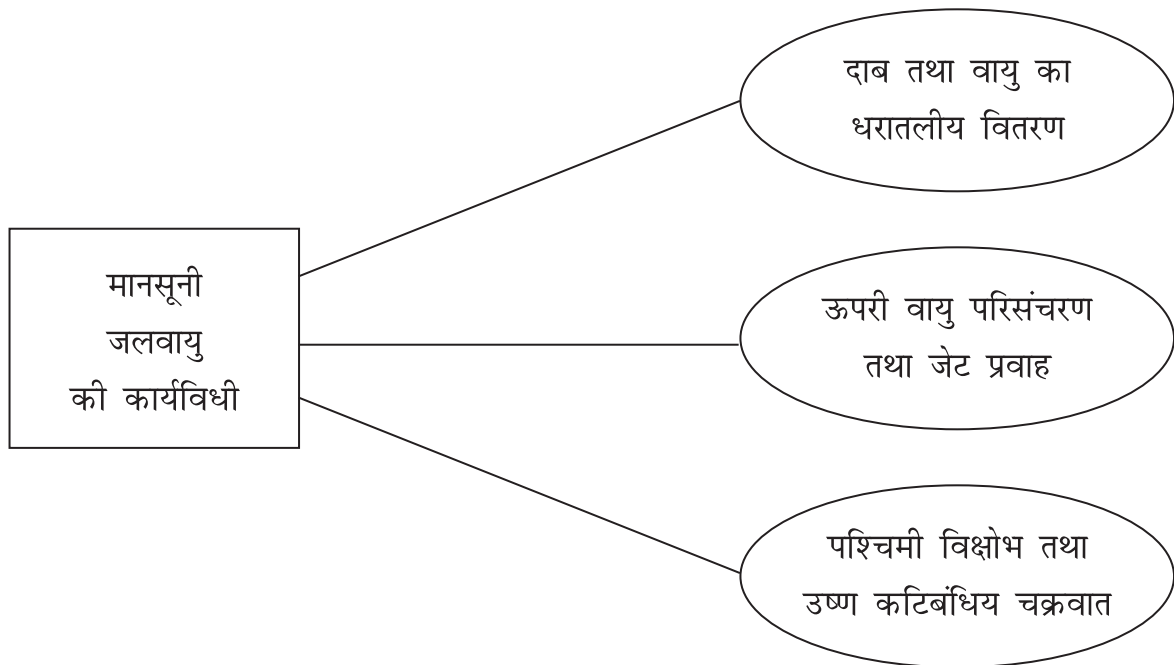 दाब तथा वायु का
धरातलीय वितरण
मानसूनी
जलवायु
की कार्यविधी
ऊपरी वायु परिसंचरण
तथा जेट प्रवाह
पश्चिमी विक्षोभ तथा
उष्ण कटिबंधिय चक्रवात